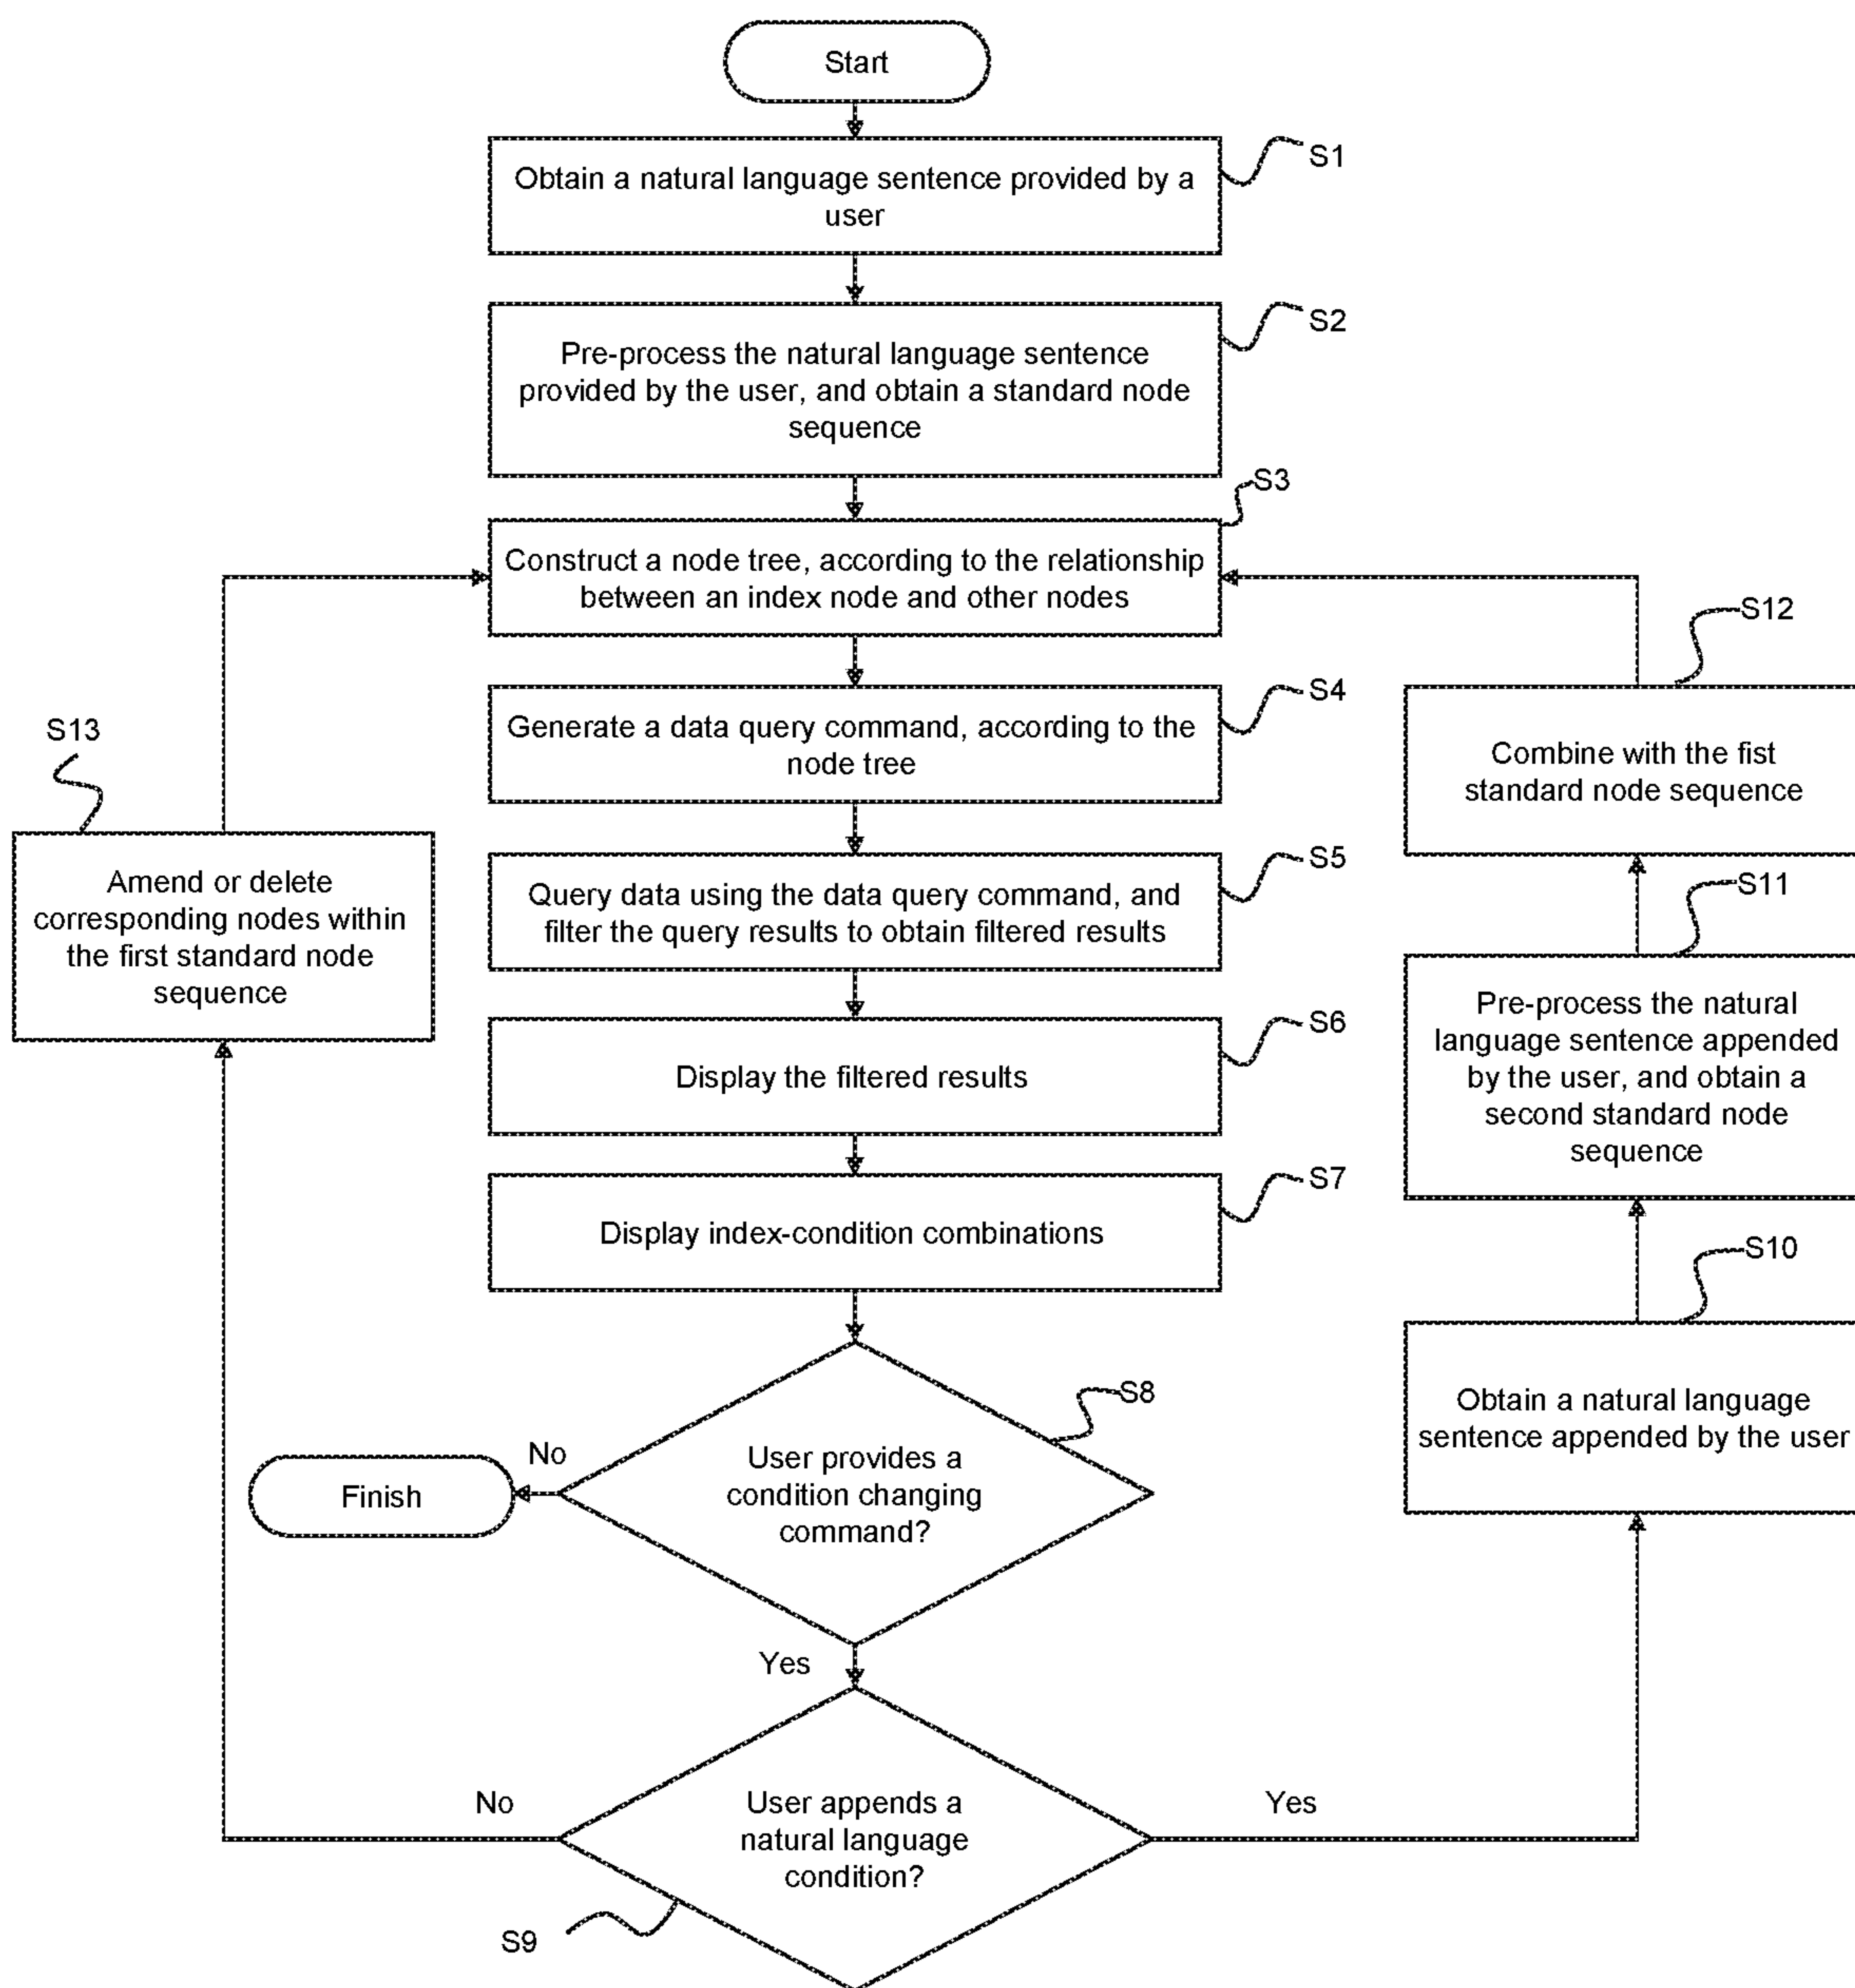 Start
S1
Obtain a natural language sentence provided by a
user
S2
Pre-process the natural language sentence
provided by the user, and obtain a standard node
sequence
S3
Construct a node tree, according to the relationship
between an index node and other nodes
S12
S4
Generate a data query command, according to the
node tree
S13
Combine with the fist
standard node sequence
S5
Query data using the data query command, and
filter the query results to obtain filtered results
Amend or delete
corresponding nodes within
the first standard node
sequence
S11
S6
Display the filtered results
Pre-process the natural
language sentence appended
by the user, and obtain a
second standard node
sequence
S7
Display index-condition combinations
S10
S8
Obtain a natural language
sentence appended by the user
No
Finish
User provides a
condition changing
command?
Yes
No
User appends a
natural language
condition?
Yes
S9